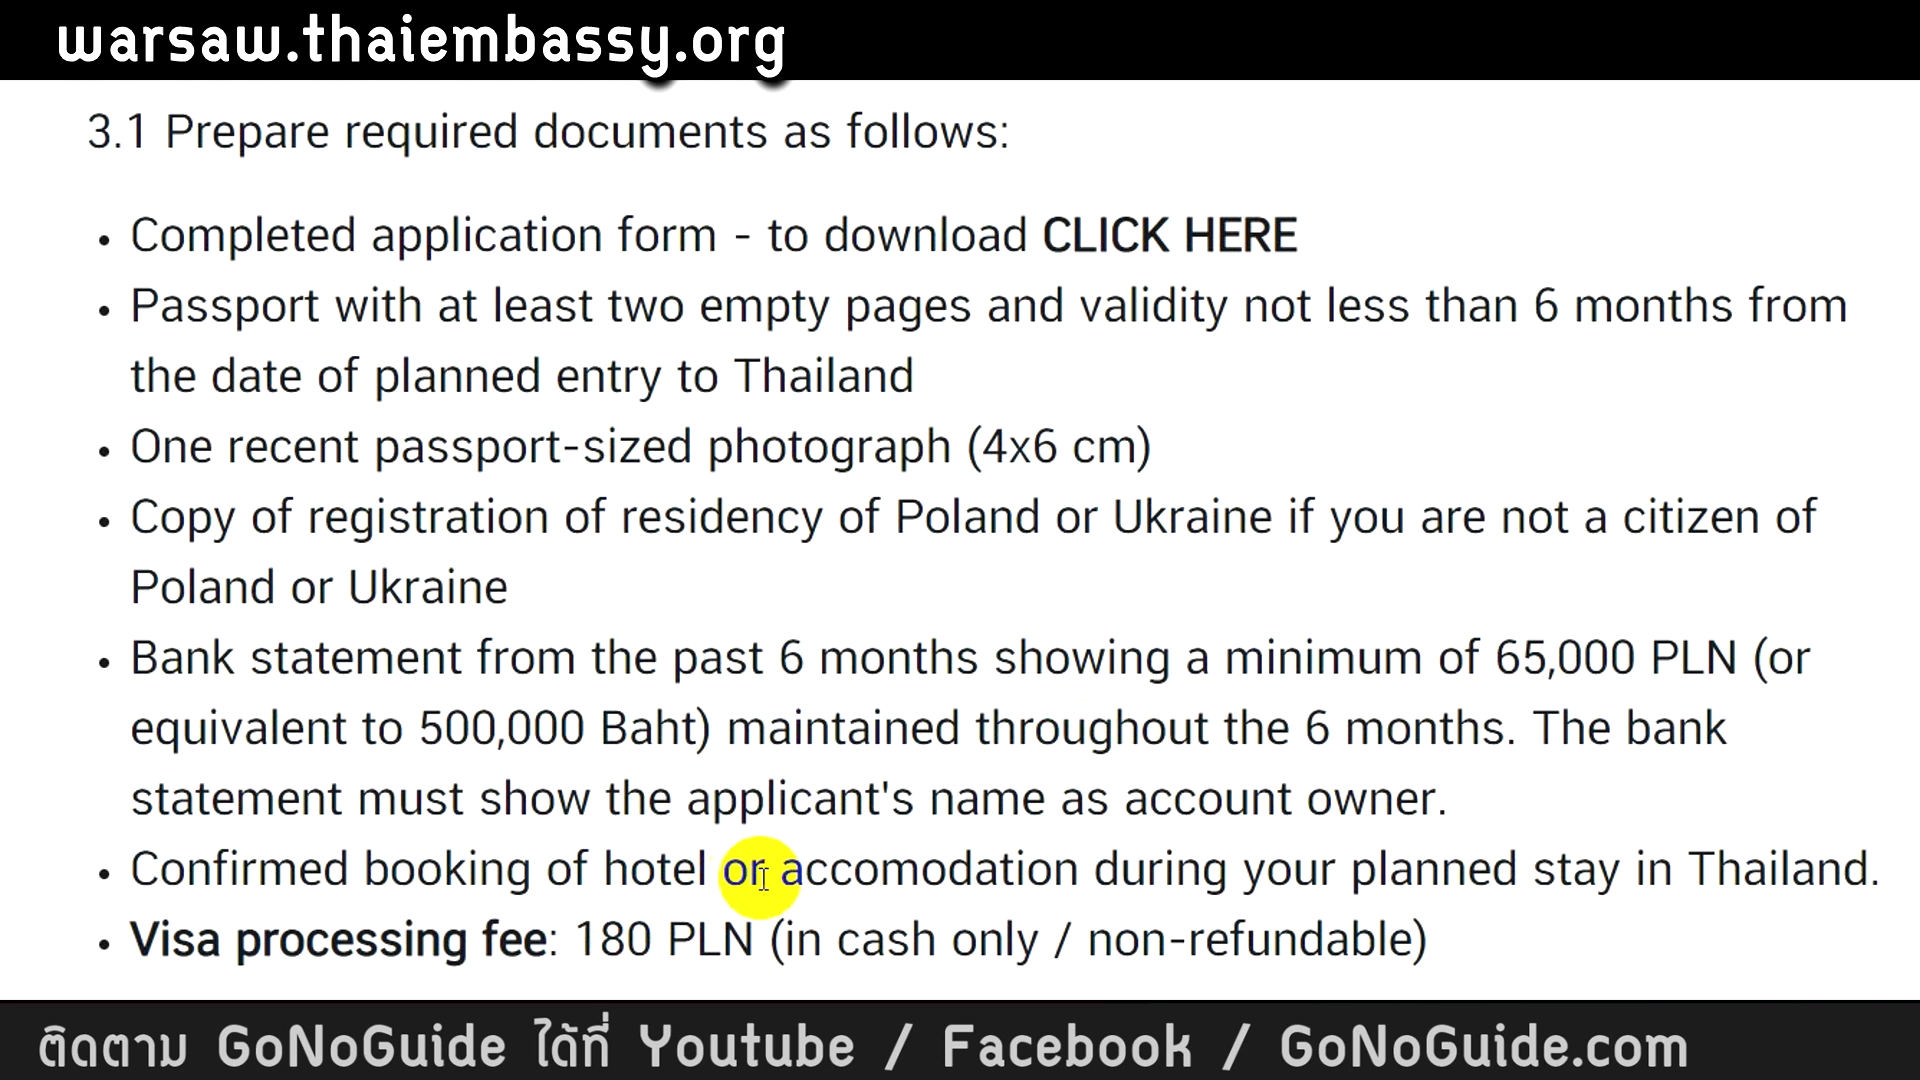 warsaw.thaiembassy.org
3.1 Prepare required documents as follows:
• Completed application form - to download CLICK HERE
• Passport with at least two empty pages and validity not less than 6 months from
the date of planned entry to Thailand
• One recent passport-sized photograph (4x6 cm)
• Copy of registration of residency of Poland or Ukraine if you are not a citizen of
Poland or Ukraine
• Bank statement from the past 6 months showing a minimum of 65,000 PLN (or
equivalent to 500,000 Baht) maintained throughout the 6 months. The bank
statement must show the applicant's name as account owner.
• Confirmed booking of hotel or accomodation during your planned stay in Thailand.
• Visa processing fee: 180 PLN (in cash only / non-refundable)
ติดตาม GoNoGuide ได้ที่ Youtube / Facebook / GoNoGuide.com